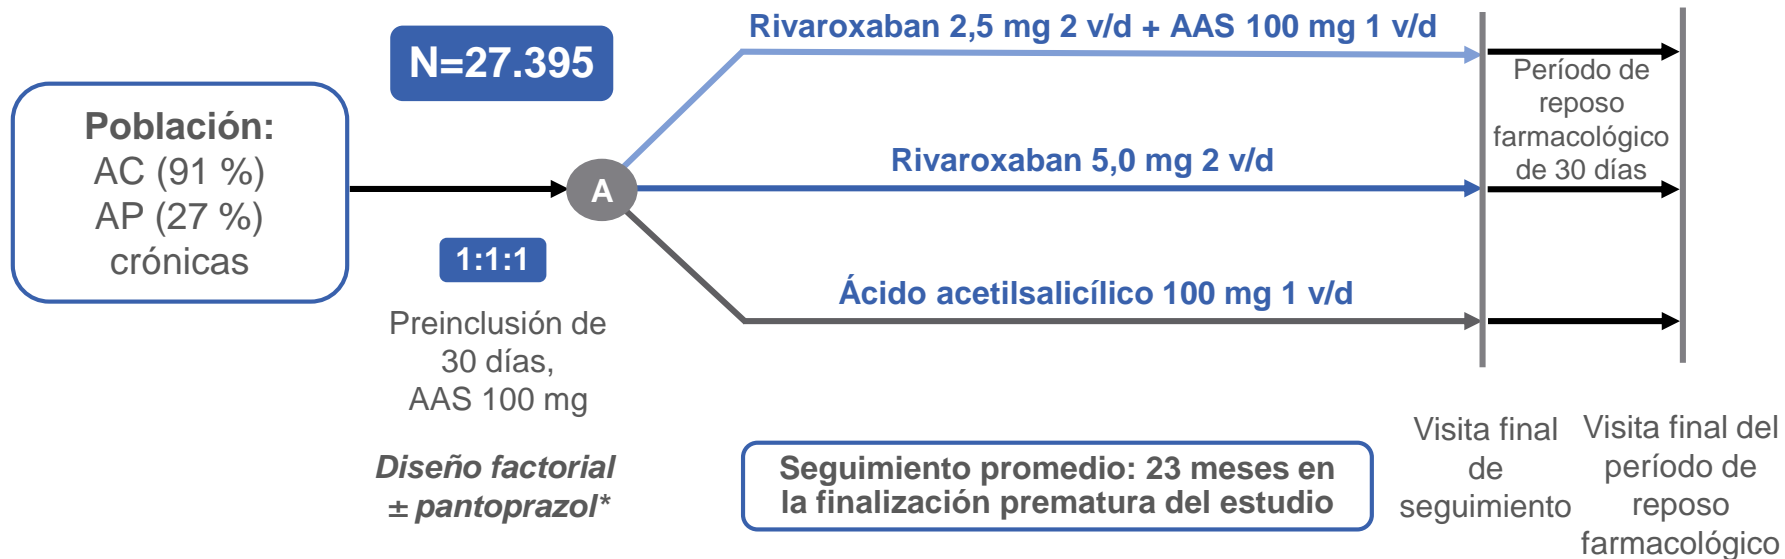 Población:
AC (91 %)
AP (27 %)
crónicas
N=27.395
1:1:1
Preinclusión de
30 días,
AAS 100 mg
Diseño factorial
± pantoprazol*
A
Rivaroxaban 2,5 mg 2 v/d + AAS 100 mg 1 v/d
Rivaroxaban 5,0 mg 2 v/d
Ácido acetilsalicílico 100 mg 1 v/d
Seguimiento promedio: 23 meses en
la finalización prematura del estudio
Período de
reposo
farmacológico
de 30 días
Visita final
de
seguimiento
Visita final del
período de
reposo
farmacológico